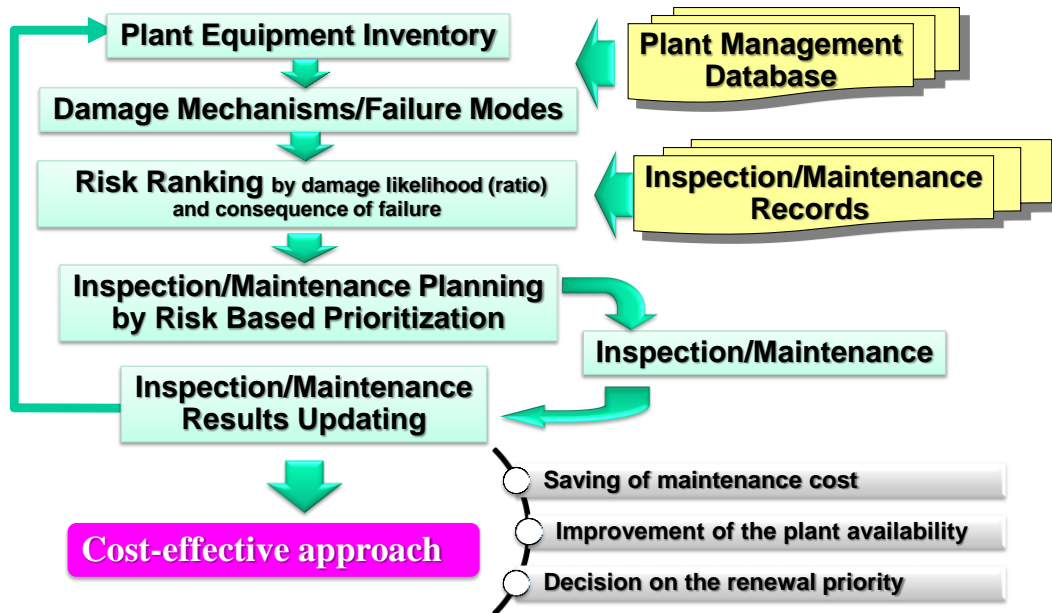 Plant Equipment Inventory
Plant Management
Database
Damage Mechanisms/Failure Modes
Risk Ranking by damage likelihood (ratio)
and consequence of failure
Inspection/Maintenance
Records
Inspection/Maintenance Planning
by Risk Based Prioritization
Inspection/Maintenance
Inspection/Maintenance
Results Updating
Cost-effective approach
Saving of maintenance cost
Improvement of the plant availability
Decision on the renewal priority